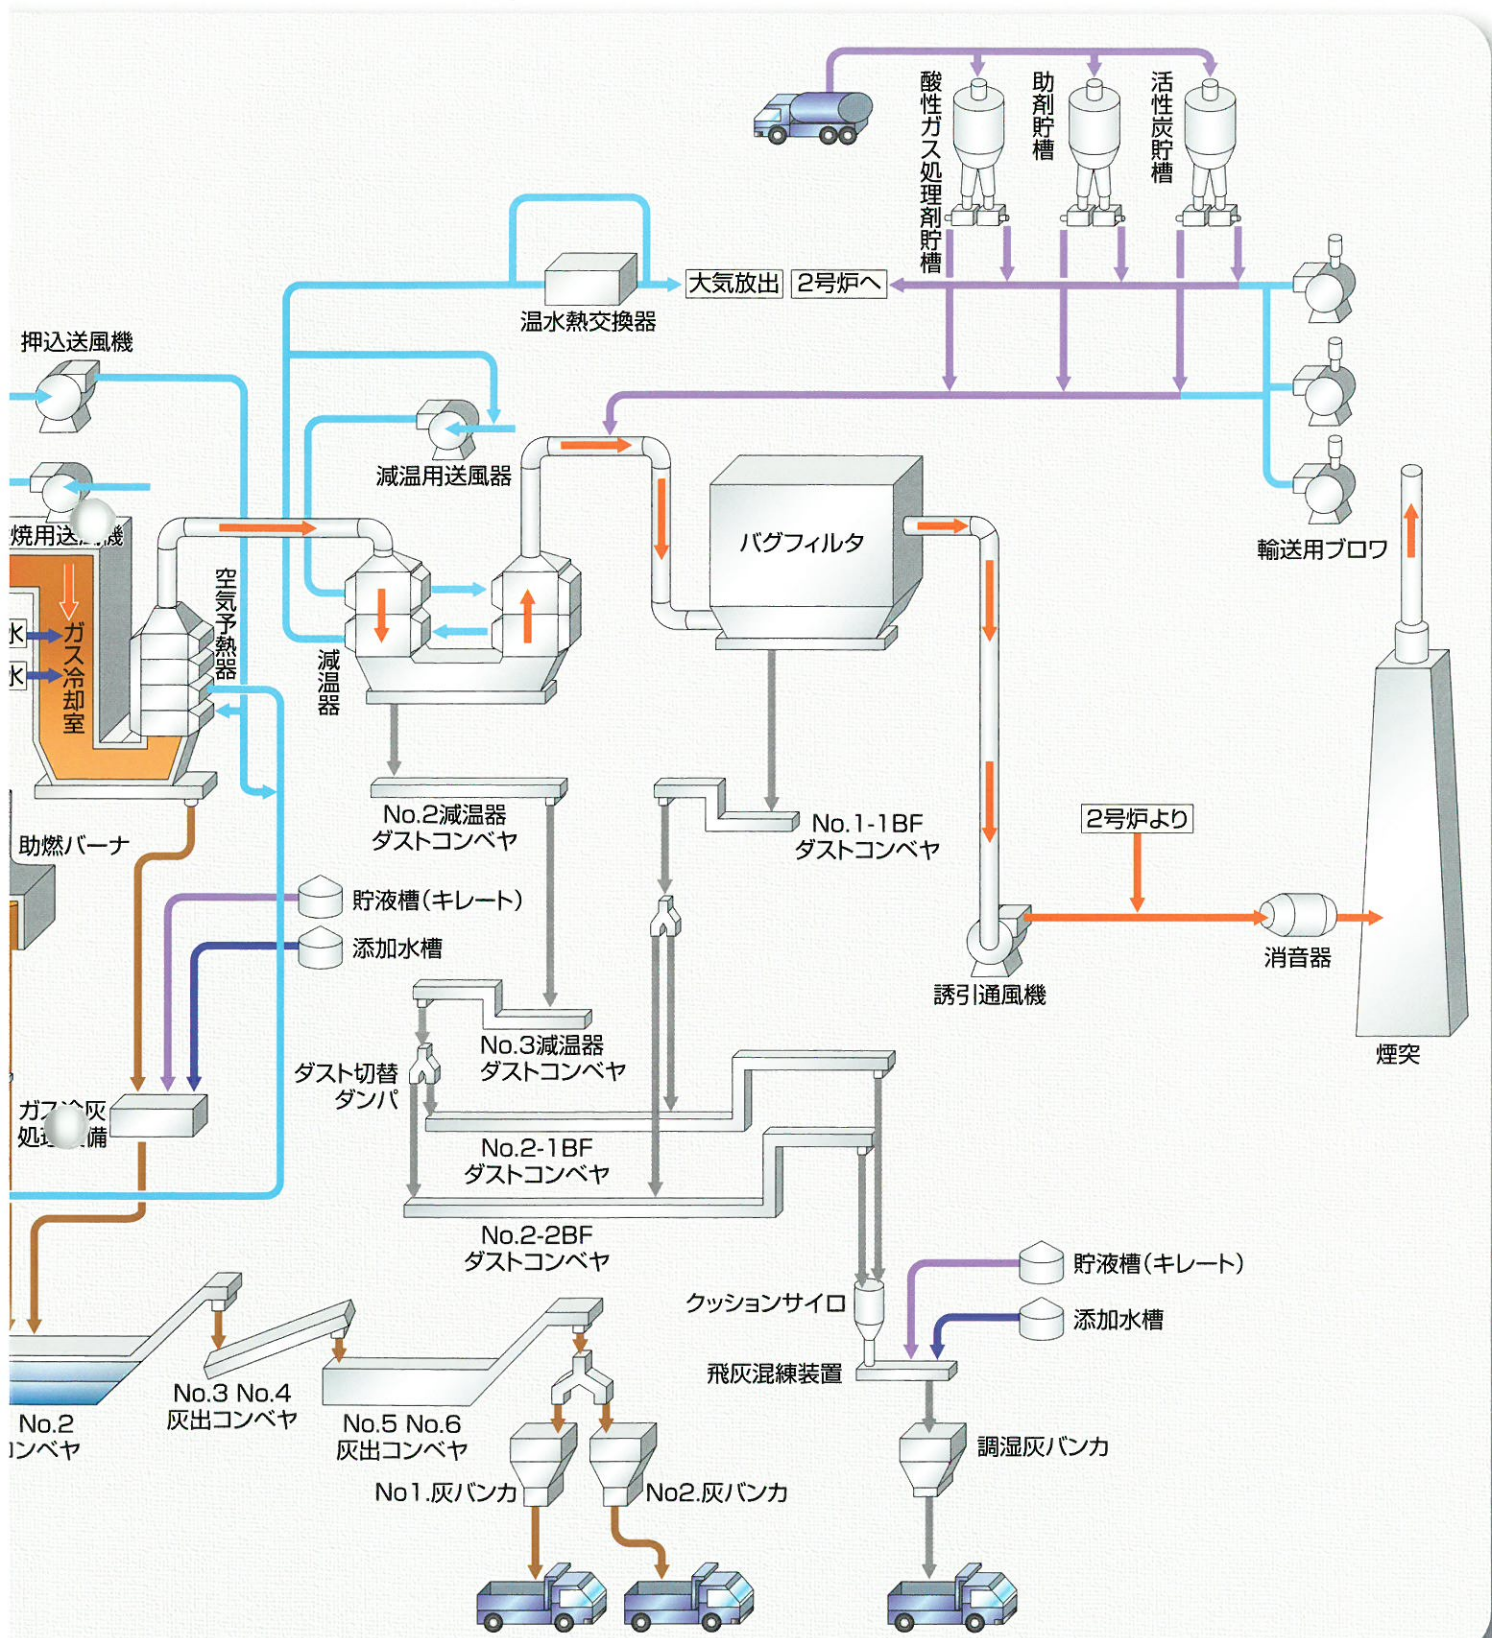 酸性ガス処理剤貯槽
助剤貯槽
活性炭貯槽
大気放出
2号炉へ
温水熱交換器
押込送風機
減温用送風器
輸送用ブロワ
バグフィルタ
焼用送
機
空気予熱器
ガス冷却室
水
水
減温器
No.2減温器
ダストコンベヤ
No.1-1BF
ダストコンベヤ
2号炉より
助燃バーナ
貯液槽(キレート)
添加水槽
消音器
誘引通風機
煙突
No.3減温器
ダストコンベヤ
ダスト切替
ダンパ
ガス冷灰
処理
備
No.2-1BF
ダストコンベヤ
No.2-2BF
ダストコンベヤ
貯液槽(キレート)
クッションサイロ
添加水槽
飛灰混練装置
No.3 No.4
灰出コンベヤ
No.2
コンベヤ
No.5 No.6
灰出コンベヤ
調湿灰バンカ
No1.灰バンカ
No2.灰バンカ